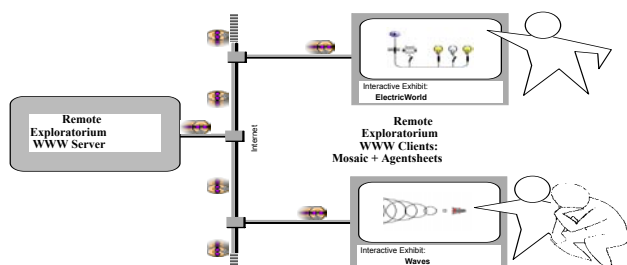 Interactive Exhibit:
ElectricWorld
Remote
Exploratorium
WWW Server
Internet
Remote
Exploratorium
WWW Clients:
Mosaic + Agentsheets
Interactive Exhibit:
Waves